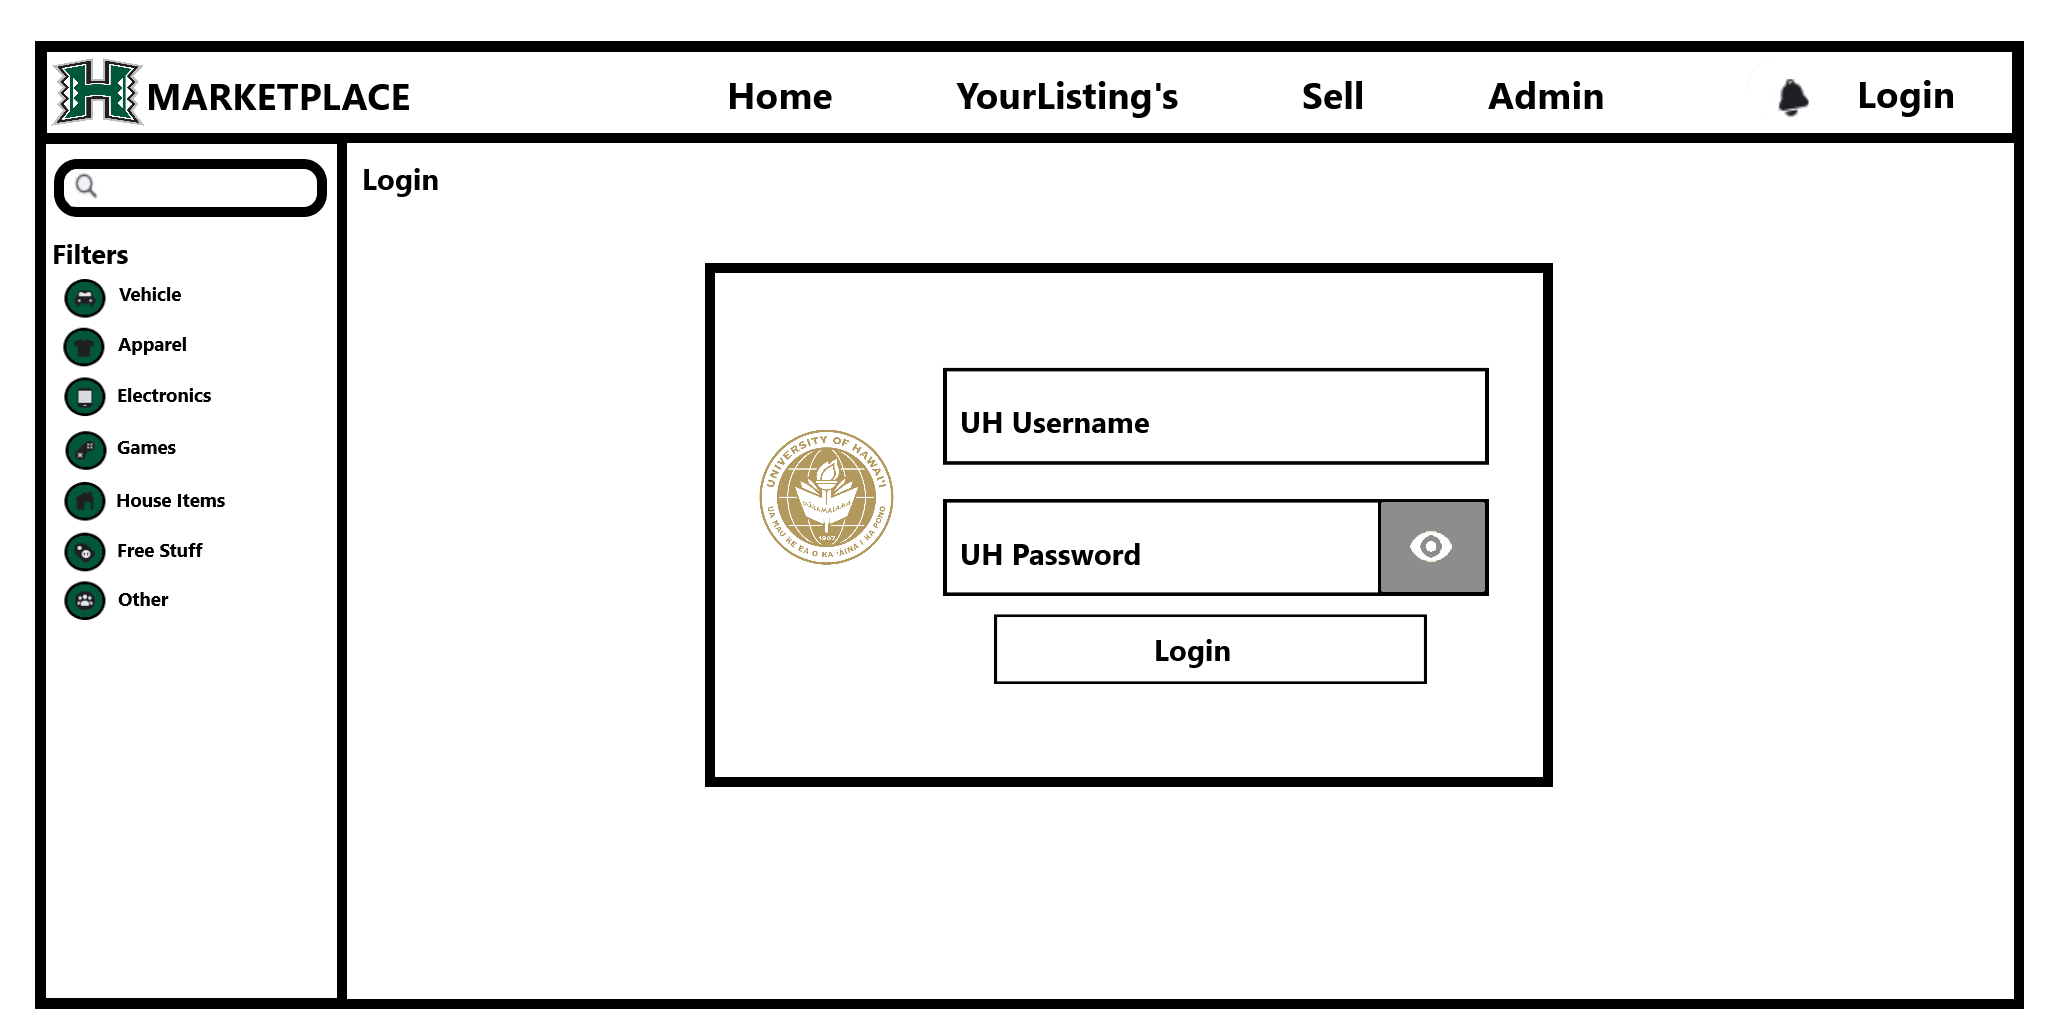 H MARKETPLACE
Home
YourListing's
Sell
Admin
Login
Login
Filters
Vehicle
Apparel
Electronics
Games
House Items
Free Stuff
Other
UNIVERSITY OF HAWAI'I
UA MAU KE EA O KA 'ĀINA I KA PONO
1907
UH Username
UH Password
Login